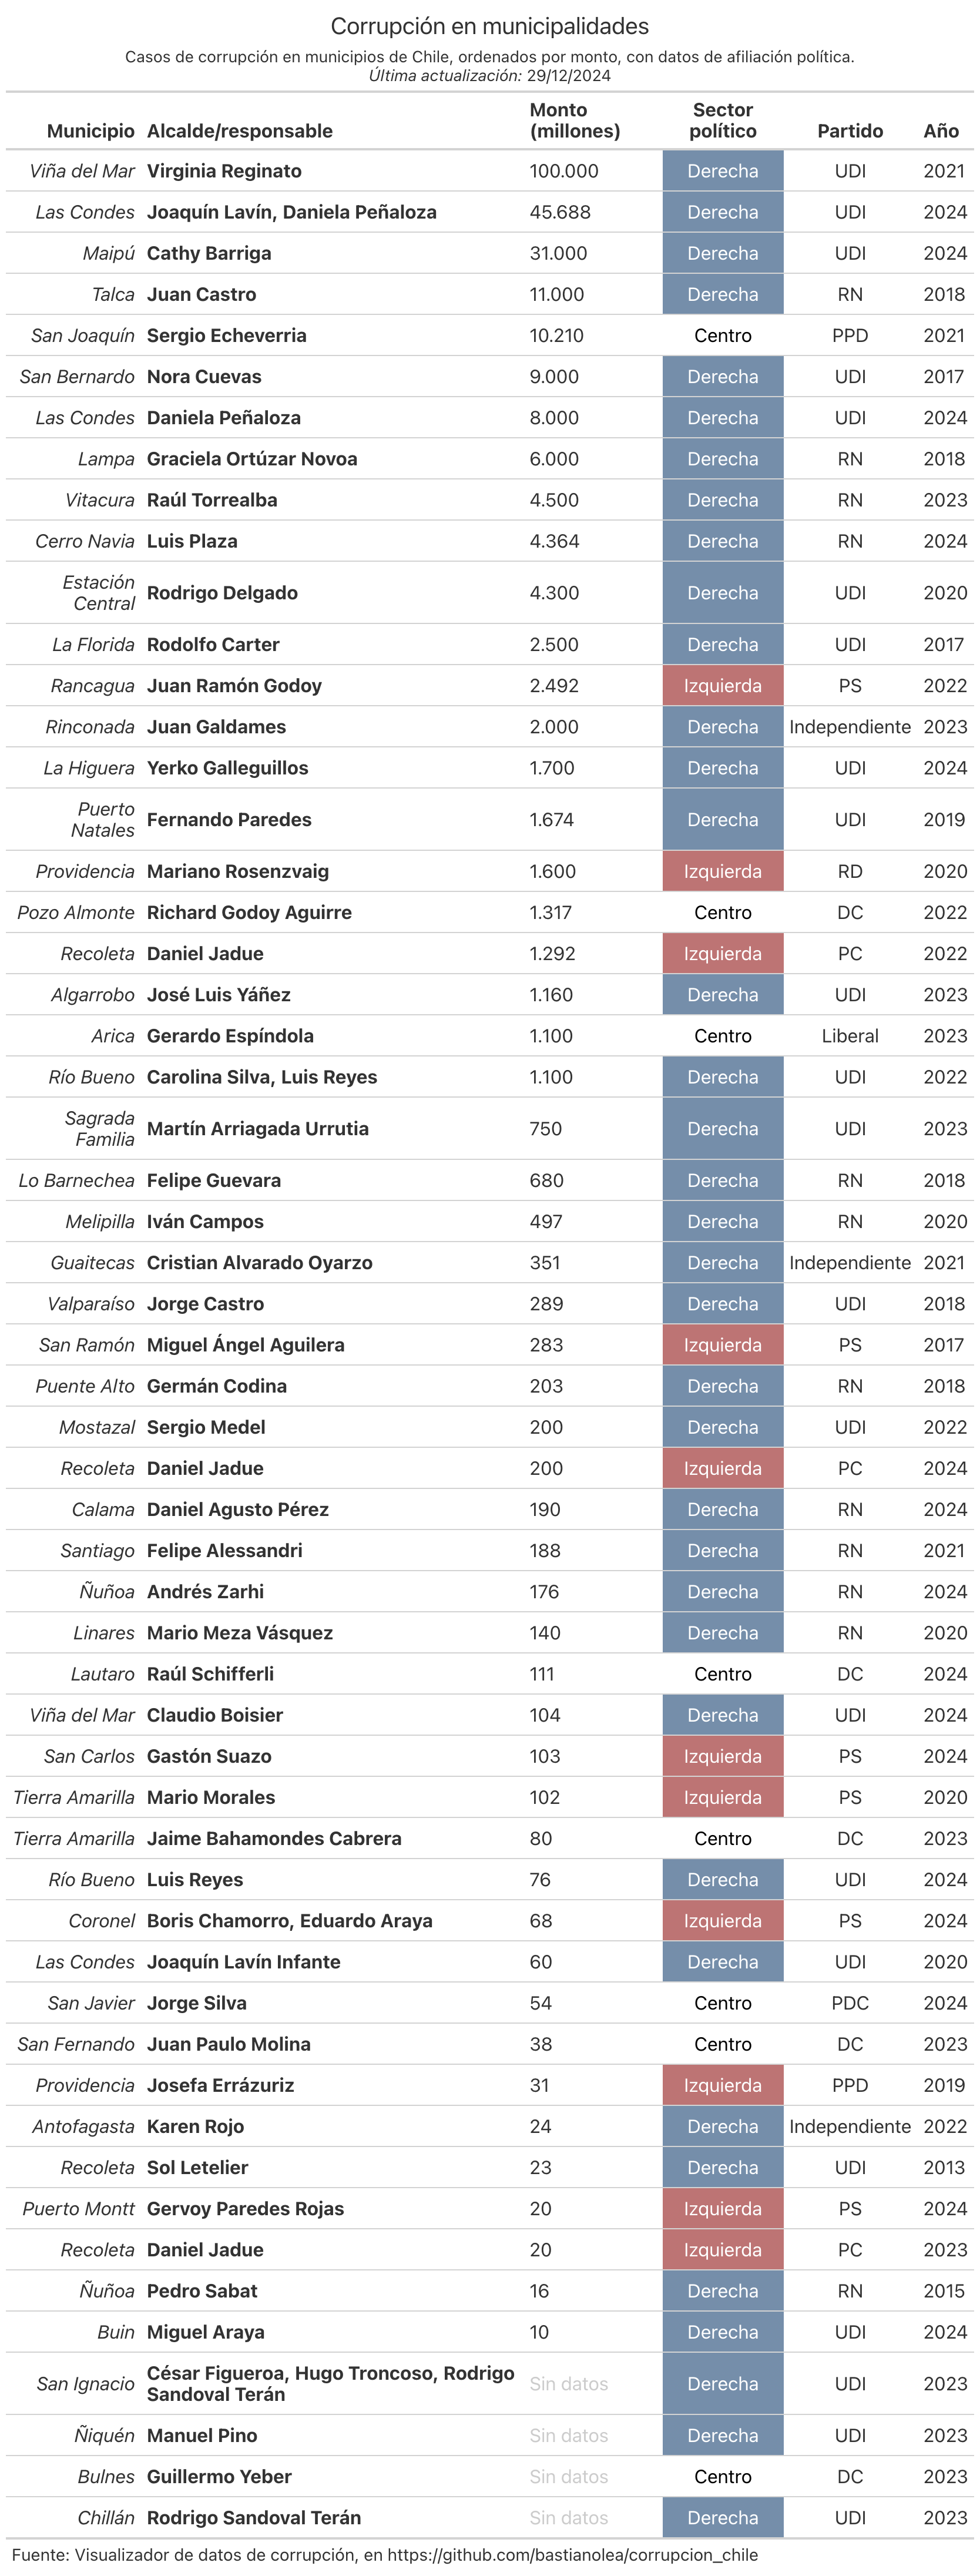 Corrupción en municipalidades
Casos de corrupción en municipios de Chile, ordenados por monto, con datos de afiliación política.
Última actualización: 29/12/2024
Municipio Alcalde/responsable Monto (millones) Sector político Partido Año
Viña del Mar Virginia Reginato 100.000 Derecha UDI 2021
Las Condes Joaquín Lavín, Daniela Peñaloza 45.688 Derecha UDI 2024
Maipú Cathy Barriga 31.000 Derecha UDI 2024
Talca Juan Castro 11.000 Derecha RN 2018
San Joaquín Sergio Echeverria 10.210 Centro PPD 2021
San Bernardo Nora Cuevas 9.000 Derecha UDI 2017
Las Condes Daniela Peñaloza 8.000 Derecha UDI 2024
Lampa Graciela Ortúzar Novoa 6.000 Derecha RN 2018
Vitacura Raúl Torrealba 4.500 Derecha RN 2023
Cerro Navia Luis Plaza 4.364 Derecha RN 2024
Estación Central Rodrigo Delgado 4.300 Derecha UDI 2020
La Florida Rodolfo Carter 2.500 Derecha UDI 2017
Rancagua Juan Ramón Godoy 2.492 Izquierda PS 2022
Rinconada Juan Galdames 2.000 Derecha Independiente 2023
La Higuera Yerko Galleguillos 1.700 Derecha UDI 2024
Puerto Natales Fernando Paredes 1.674 Derecha UDI 2019
Providencia Mariano Rosenzvaig 1.600 Izquierda RD 2020
Pozo Almonte Richard Godoy Aguirre 1.317 Centro DC 2022
Recoleta Daniel Jadue 1.292 Izquierda PC 2022
Algarrobo José Luis Yáñez 1.160 Derecha UDI 2023
Arica Gerardo Espíndola 1.100 Centro Liberal 2023
Río Bueno Carolina Silva, Luis Reyes 1.100 Derecha UDI 2022
Sagrada Familia Martín Arriagada Urrutia 750 Derecha UDI 2023
Lo Barnechea Felipe Guevara 680 Derecha RN 2018
Melipilla Iván Campos 497 Derecha RN 2020
Guaitecas Cristian Alvarado Oyarzo 351 Derecha Independiente 2021
Valparaíso Jorge Castro 289 Derecha UDI 2018
San Ramón Miguel Ángel Aguilera 283 Izquierda PS 2017
Puente Alto Germán Codina 203 Derecha RN 2018
Mostazal Sergio Medel 200 Derecha UDI 2022
Recoleta Daniel Jadue 200 Izquierda PC 2024
Calama Daniel Agusto Pérez 190 Derecha RN 2024
Santiago Felipe Alessandri 188 Derecha RN 2021
Ñuñoa Andrés Zarhi 176 Derecha RN 2024
Linares Mario Meza Vásquez 140 Derecha RN 2020
Lautaro Raúl Schifferli 111 Centro DC 2024
Viña del Mar Claudio Boisier 104 Derecha UDI 2024
San Carlos Gastón Suazo 103 Izquierda PS 2024
Tierra Amarilla Mario Morales 102 Izquierda PS 2020
Tierra Amarilla Jaime Bahamondes Cabrera 80 Centro DC 2023
Río Bueno Luis Reyes 76 Derecha UDI 2024
Coronel Boris Chamorro, Eduardo Araya 68 Izquierda PS 2024
Las Condes Joaquín Lavín Infante 60 Derecha UDI 2020
San Javier Jorge Silva 54 Centro PDC 2024
San Fernando Juan Paulo Molina 38 Centro DC 2023
Providencia Josefa Errázuriz 31 Izquierda PPD 2019
Antofagasta Karen Rojo 24 Derecha Independiente 2022
Recoleta Sol Letelier 23 Derecha UDI 2013
Puerto Montt Gervoy Paredes Rojas 20 Izquierda PS 2024
Recoleta Daniel Jadue 20 Izquierda PC 2023
Ñuñoa Pedro Sabat 16 Derecha RN 2015
Buin Miguel Araya 10 Derecha UDI 2024
San Ignacio César Figueroa, Hugo Troncoso, Rodrigo Sandoval Terán Sin datos Derecha UDI 2023
Ñiquén Manuel Pino Sin datos Derecha UDI 2023
Bulnes Guillermo Yeber Sin datos Centro DC 2023
Chillán Rodrigo Sandoval Terán Sin datos Derecha UDI 2023
Fuente: Visualizador de datos de corrupción, en https://github.com/bastianolea/corrupcion_chile